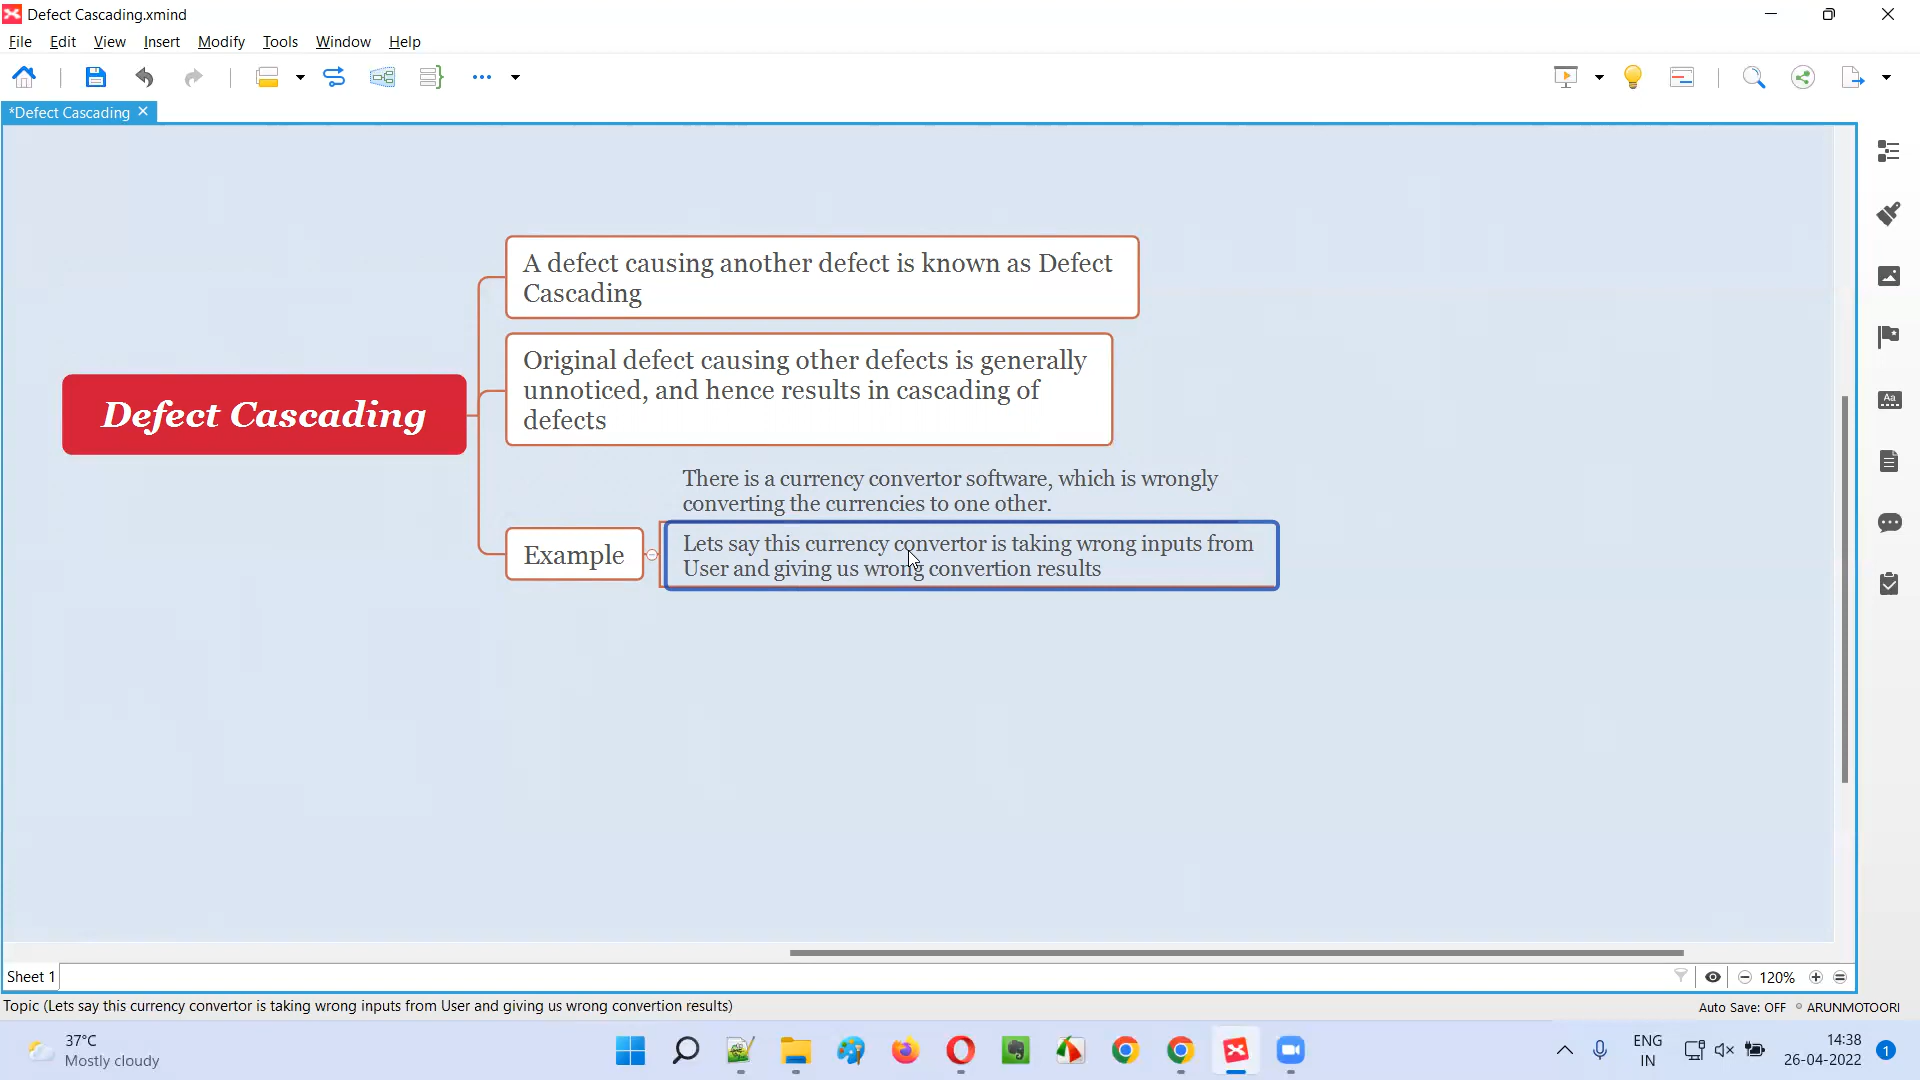 Defect Cascading.xmind
File Edit View Insert Modify Tools Window Help
*Defect Cascading
A defect causing another defect is known as Defect
Cascading
Original defect causing other defects is generally
unnoticed, and hence results in cascading of
defects
Defect Cascading
There is a currency convertor software, which is wrongly
converting the currencies to one other.
Example
Lets say this currency convertor is taking wrong inputs from
User and giving us wrong convertion results
Aa
Sheet 1
120%
Topic (Lets say this currency convertor is taking wrong inputs from User and giving us wrong convertion results)
Auto Save: OFF
ARUNMOTOORI
37°C
Mostly cloudy
ENG
IN
14:38
26-04-2022
1